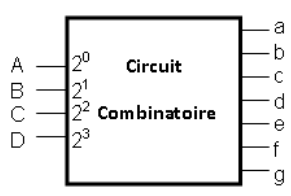 a
b
A 2⁰ Circuit
c
B 2¹
d
C 2² Combinatoire
e
D 2³
f
g